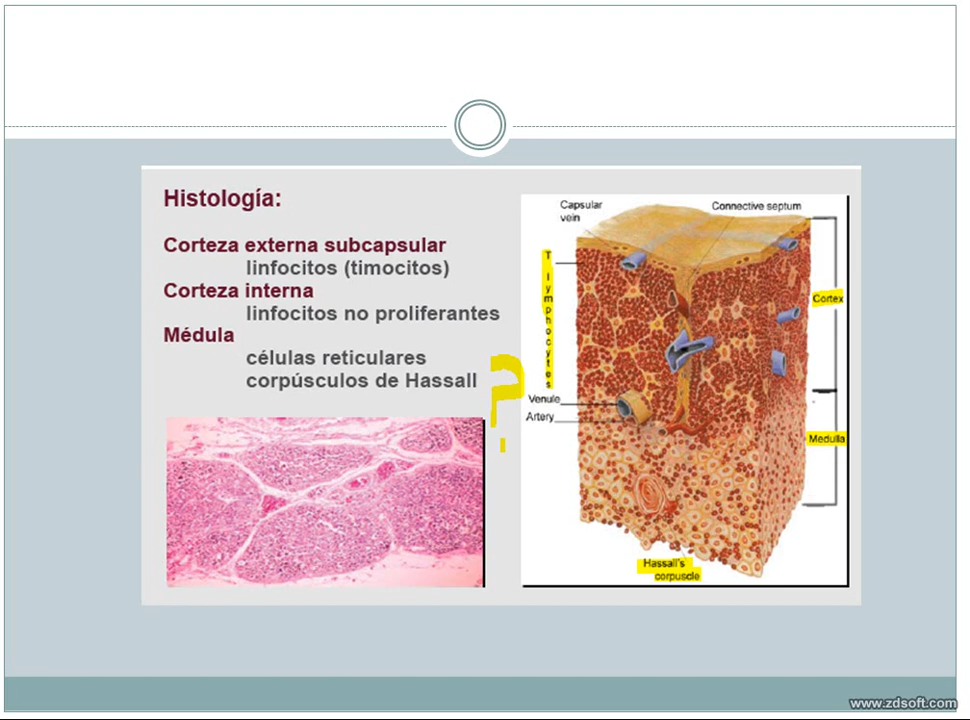 Histología:
Corteza externa subcapsular
linfocitos (timocitos)
Corteza interna
linfocitos no proliferantes
Médula
células reticulares
corpúsculos de Hassall
?
Capsular
vein
Connective septum
T lymphocytes
Cortex
Venule
Artery
Medulla
Hassall's
corpuscle
www.zdsoft.com